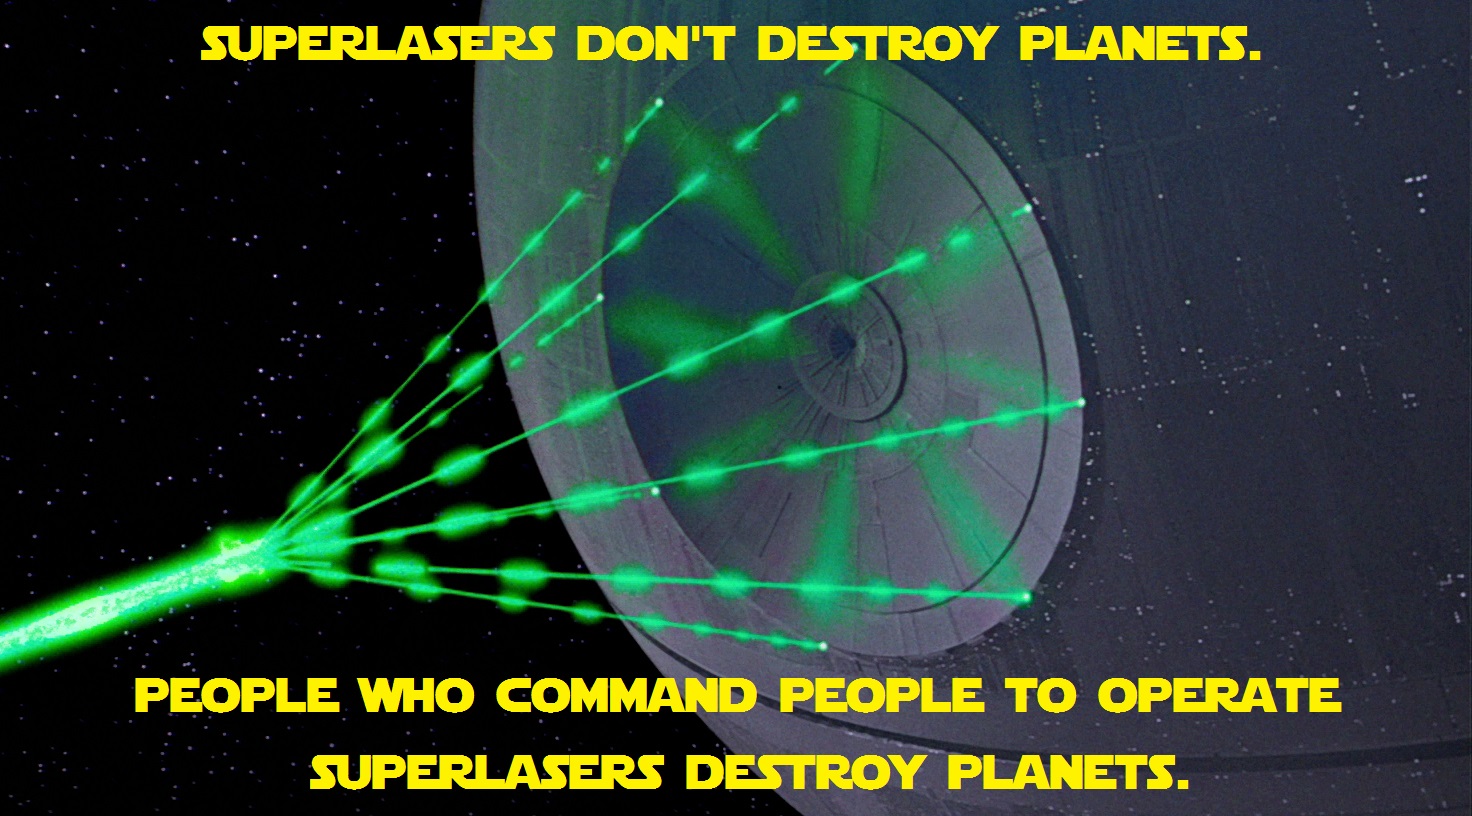 SUPERLASERS DON'T DESTROY PLANETS.
PEOPLE WHO COMMAND PEOPLE TO OPERATE
SUPERLASERS DESTROY PLANETS.